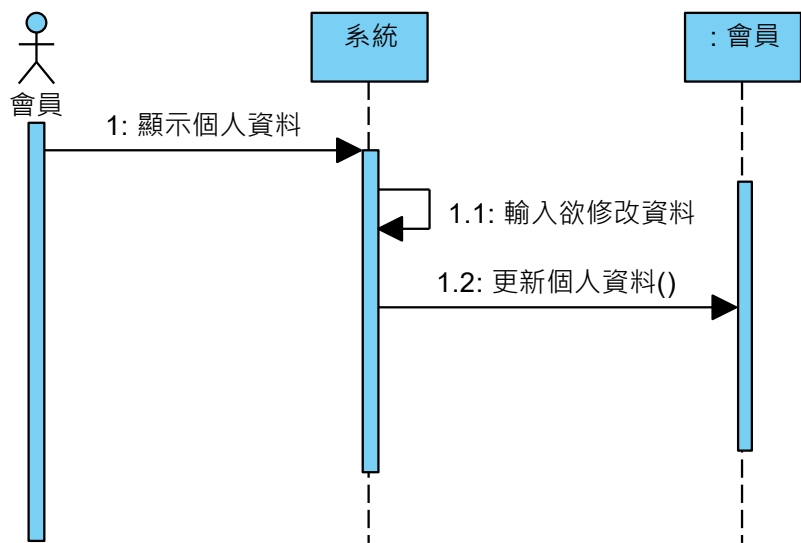 系統
: 會員
會員
1: 顯示個人資料
1.1: 輸入欲修改資料
1.2: 更新個人資料()